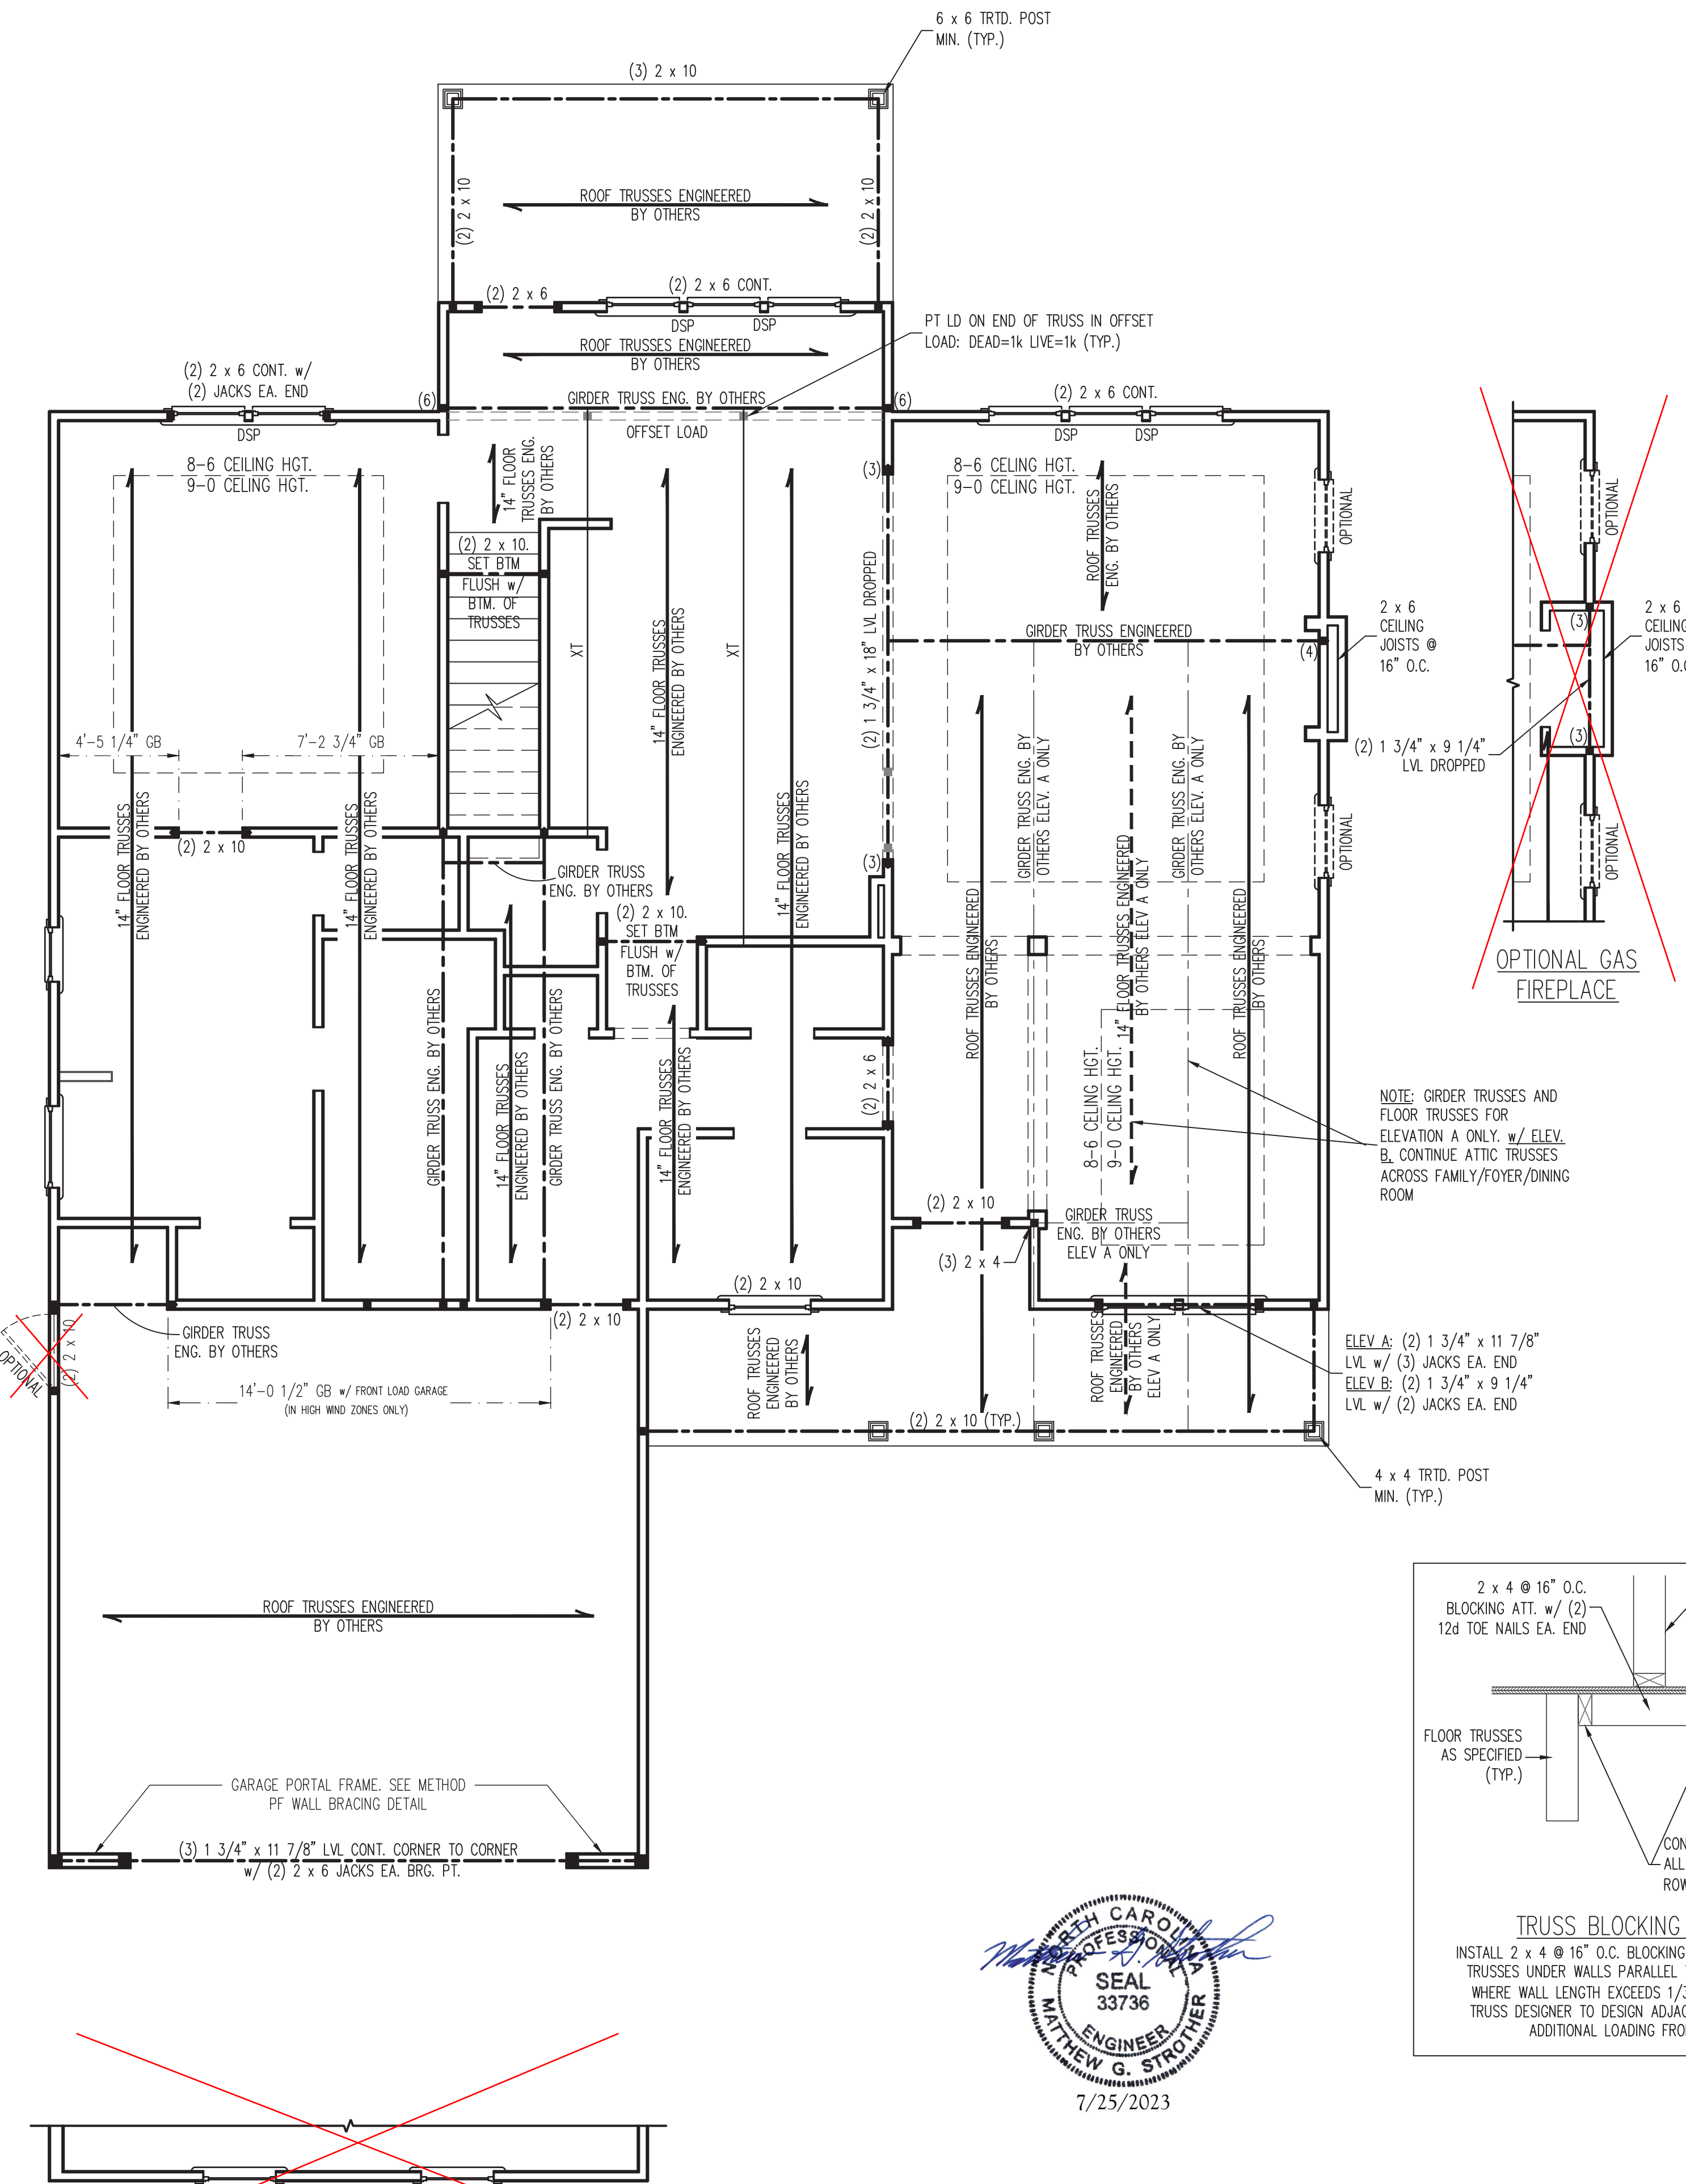 6 x 6 TRTD. POST
MIN. (TYP.)
(3) 2 x 10
(2) 2 x 10
(2) 2 x 10
ROOF TRUSSES ENGINEERED
BY OTHERS
(2) 2 x 6
(2) 2 x 6 CONT.
DSP
DSP
ROOF TRUSSES ENGINEERED
BY OTHERS
PT LD ON END OF TRUSS IN OFFSET
LOAD: DEAD=1k LIVE=1k (TYP.)
(2) 2 x 6 CONT. w/
(2) JACKS EA. END
DSP
(6)
GIRDER TRUSS ENG. BY OTHERS
(6)
OFFSET LOAD
(2) 2 x 6 CONT.
DSP
DSP
8-6 CEILING HGT.
9-0 CELING HGT.
14" FLOOR
TRUSSES ENG.
BY OTHERS
(3)
8-6 CEILING HGT.
9-0 CELING HGT.
ROOF TRUSSES
ENG. BY OTHERS
OPTIONAL
OPTIONAL
(2) 2 x 10.
SET BTM
FLUSH w/
BTM. OF
TRUSSES
XT
XT
14" FLOOR TRUSSES
ENGINEERED BY OTHERS
(2) 1 3/4" x 18" LVL DROPPED
GIRDER TRUSS ENGINEERED
BY OTHERS
(4)
2 x 6
CEILING
JOISTS @
16" O.C.
(3)
2 x 6
CEILING
JOISTS
16" O.C
(3)
(2) 1 3/4" x 9 1/4"
LVL DROPPED
4'-5 1/4" GB
7'-2 3/4" GB
(2) 2 x 10
14" FLOOR TRUSSES
ENGINEERED BY OTHERS
14" FLOOR TRUSSES
ENGINEERED BY OTHERS
14" FLOOR TRUSSES
ENGINEERED BY OTHERS
GIRDER TRUSS
ENG. BY OTHERS
(3)
GIRDER TRUSS ENG. BY
OTHERS ELEV. A ONLY
GIRDER TRUSS ENG. BY
OTHERS ELEV. A ONLY
OPTIONAL
OPTIONAL
OPTIONAL GAS
FIREPLACE
(2) 2 x 10.
SET BTM
FLUSH w/
BTM. OF
TRUSSES
ROOF TRUSSES ENGINEERED
BY OTHERS
14" FLOOR TRUSSES ENGINEERED
BY OTHERS ELEV A ONLY
ROOF TRUSSES ENGINEERED
BY OTHERS
GIRDER TRUSS ENG. BY OTHERS
14" FLOOR TRUSSES
ENGINEERED BY OTHERS
GIRDER TRUSS ENG. BY OTHERS
14" FLOOR TRUSSES
ENGINEERED BY OTHERS
(2) 2 x 6
8-6 CELING HGT.
9-0 CELING HGT.
NOTE: GIRDER TRUSSES AND
FLOOR TRUSSES FOR
ELEVATION A ONLY. w/ ELEV.
B, CONTINUE ATTIC TRUSSES
ACROSS FAMILY/FOYER/DINING
ROOM
(2) 2 x 10
(3) 2 x 4
GIRDER TRUSS
ENG. BY OTHERS
ELEV A ONLY
(2) 2 x 10
OPTIONAL
(2) 2 x 10
GIRDER TRUSS
ENG. BY OTHERS
(2) 2 x 10
ROOF TRUSSES
ENGINEERED
BY OTHERS
ROOF TRUSSES
ENGINEERED
BY OTHERS
ELEV A ONLY
ELEV A: (2) 1 3/4" x 11 7/8"
LVL w/ (3) JACKS EA. END
ELEV B: (2) 1 3/4" x 9 1/4"
LVL w/ (2) JACKS EA. END
14'-0 1/2" GB w/ FRONT LOAD GARAGE
(IN HIGH WIND ZONES ONLY)
(2) 2 x 10 (TYP.)
4 x 4 TRTD. POST
MIN. (TYP.)
ROOF TRUSSES ENGINEERED
BY OTHERS
2 x 4 @ 16" O.C.
BLOCKING ATT. w/ (2)
12d TOE NAILS EA. END
FLOOR TRUSSES
AS SPECIFIED
(TYP.)
CON
ALL
ROW
TRUSS BLOCKING
INSTALL 2 x 4 @ 16" O.C. BLOCKING
TRUSSES UNDER WALLS PARALLEL
WHERE WALL LENGTH EXCEEDS 1/3
TRUSS DESIGNER TO DESIGN ADJAC
ADDITIONAL LOADING FRO
GARAGE PORTAL FRAME. SEE METHOD
PF WALL BRACING DETAIL
(3) 1 3/4" x 11 7/8" LVL CONT. CORNER TO CORNER
w/ (2) 2 x 6 JACKS EA. BRG. PT.
NORTH CAROLINA
PROFESSIONAL
SEAL
33736
ENGINEER
MATTHEW G. STROTHER
Matthew G. Strother
7/25/2023